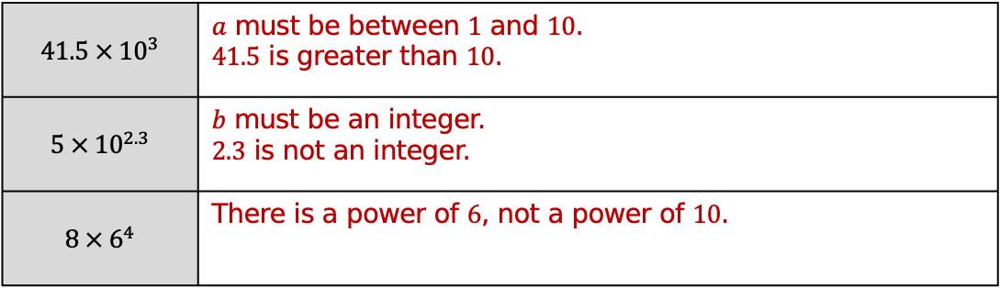 41.5 × 10³
a must be between 1 and 10.
41.5 is greater than 10.
5 × 10²·³
b must be an integer.
2.3 is not an integer.
8 × 6⁴
There is a power of 6, not a power of 10.